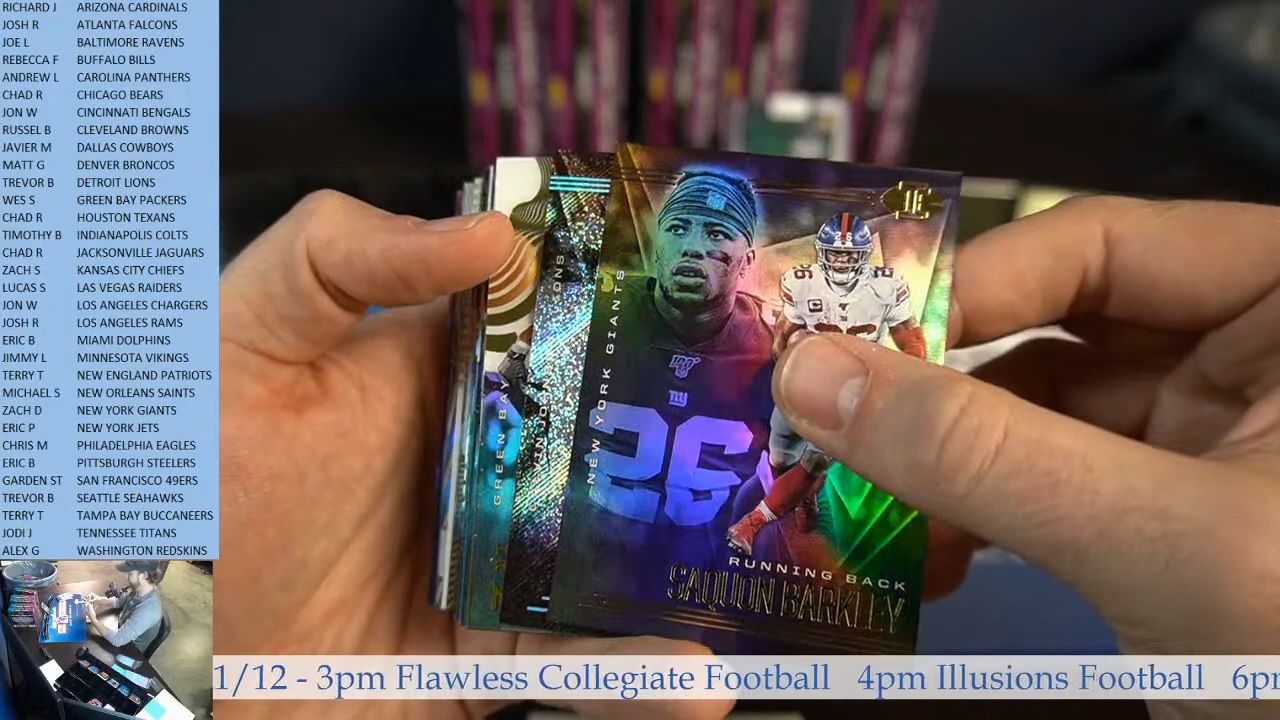 RICHARD J ARIZONA CARDINALS
JOSH R ATLANTA FALCONS
JOE L BALTIMORE RAVENS
REBECCA F BUFFALO BILLS
ANDREW L CAROLINA PANTHERS
CHAD R CHICAGO BEARS
JON W CINCINNATI BENGALS
RUSSEL B CLEVELAND BROWNS
JAVIER M DALLAS COWBOYS
MATT G DENVER BRONCOS
TREVOR B DETROIT LIONS
WES S GREEN BAY PACKERS
CHAD R HOUSTON TEXANS
TIMOTHY B INDIANAPOLIS COLTS
CHAD R JACKSONVILLE JAGUARS
ZACH S KANSAS CITY CHIEFS
LUCAS S LAS VEGAS RAIDERS
JON W LOS ANGELES CHARGERS
JOSH R LOS ANGELES RAMS
ERIC B MIAMI DOLPHINS
JIMMY L MINNESOTA VIKINGS
TERRY T NEW ENGLAND PATRIOTS
MICHAEL S NEW ORLEANS SAINTS
ZACH D NEW YORK GIANTS
ERIC P NEW YORK JETS
CHRIS M PHILADELPHIA EAGLES
ERIC B PITTSBURGH STEELERS
GARDEN ST SAN FRANCISCO 49ERS
TREVOR B SEATTLE SEAHAWKS
TERRY T TAMPA BAY BUCCANEERS
JODI J TENNESSEE TITANS
ALEX G WASHINGTON REDSKINS
GREEN BA
NEW YORK GIANTS
100
ny
26
26
RUNNING BACK
SAQUON BARKLEY
1/12 - 3pm Flawless Collegiate Football 4pm Illusions Football 6pm